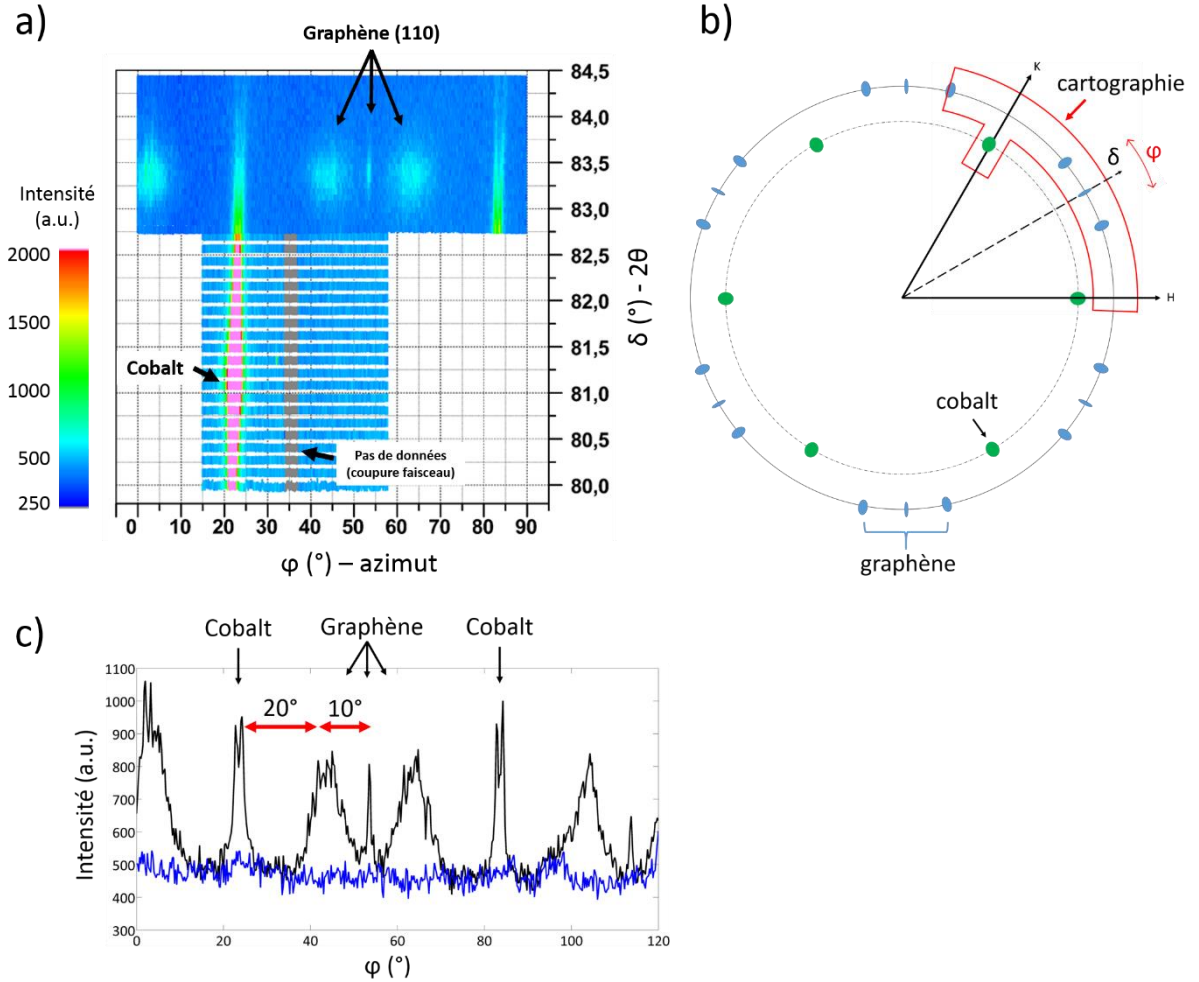 a)
Graphène (110)
84,5
84,0
83,5
83,0
82,5
82,0
81,5
81,0
80,5
80,0
δ (°) - 2θ
Intensité
(a.u.)
2000
1500
1000
500
250
Cobalt
Pas de données
(coupure faisceau)
0 10 20 30 40 50 60 70 80 90
φ (°) – azimut
b)
K
cartographie
δ
φ
H
cobalt
graphène
c)
Cobalt Graphène Cobalt
20° 10°
1100
1000
900
800
700
600
500
400
300
Intensité (a.u.)
0 20 40 60 80 100 120
φ (°)